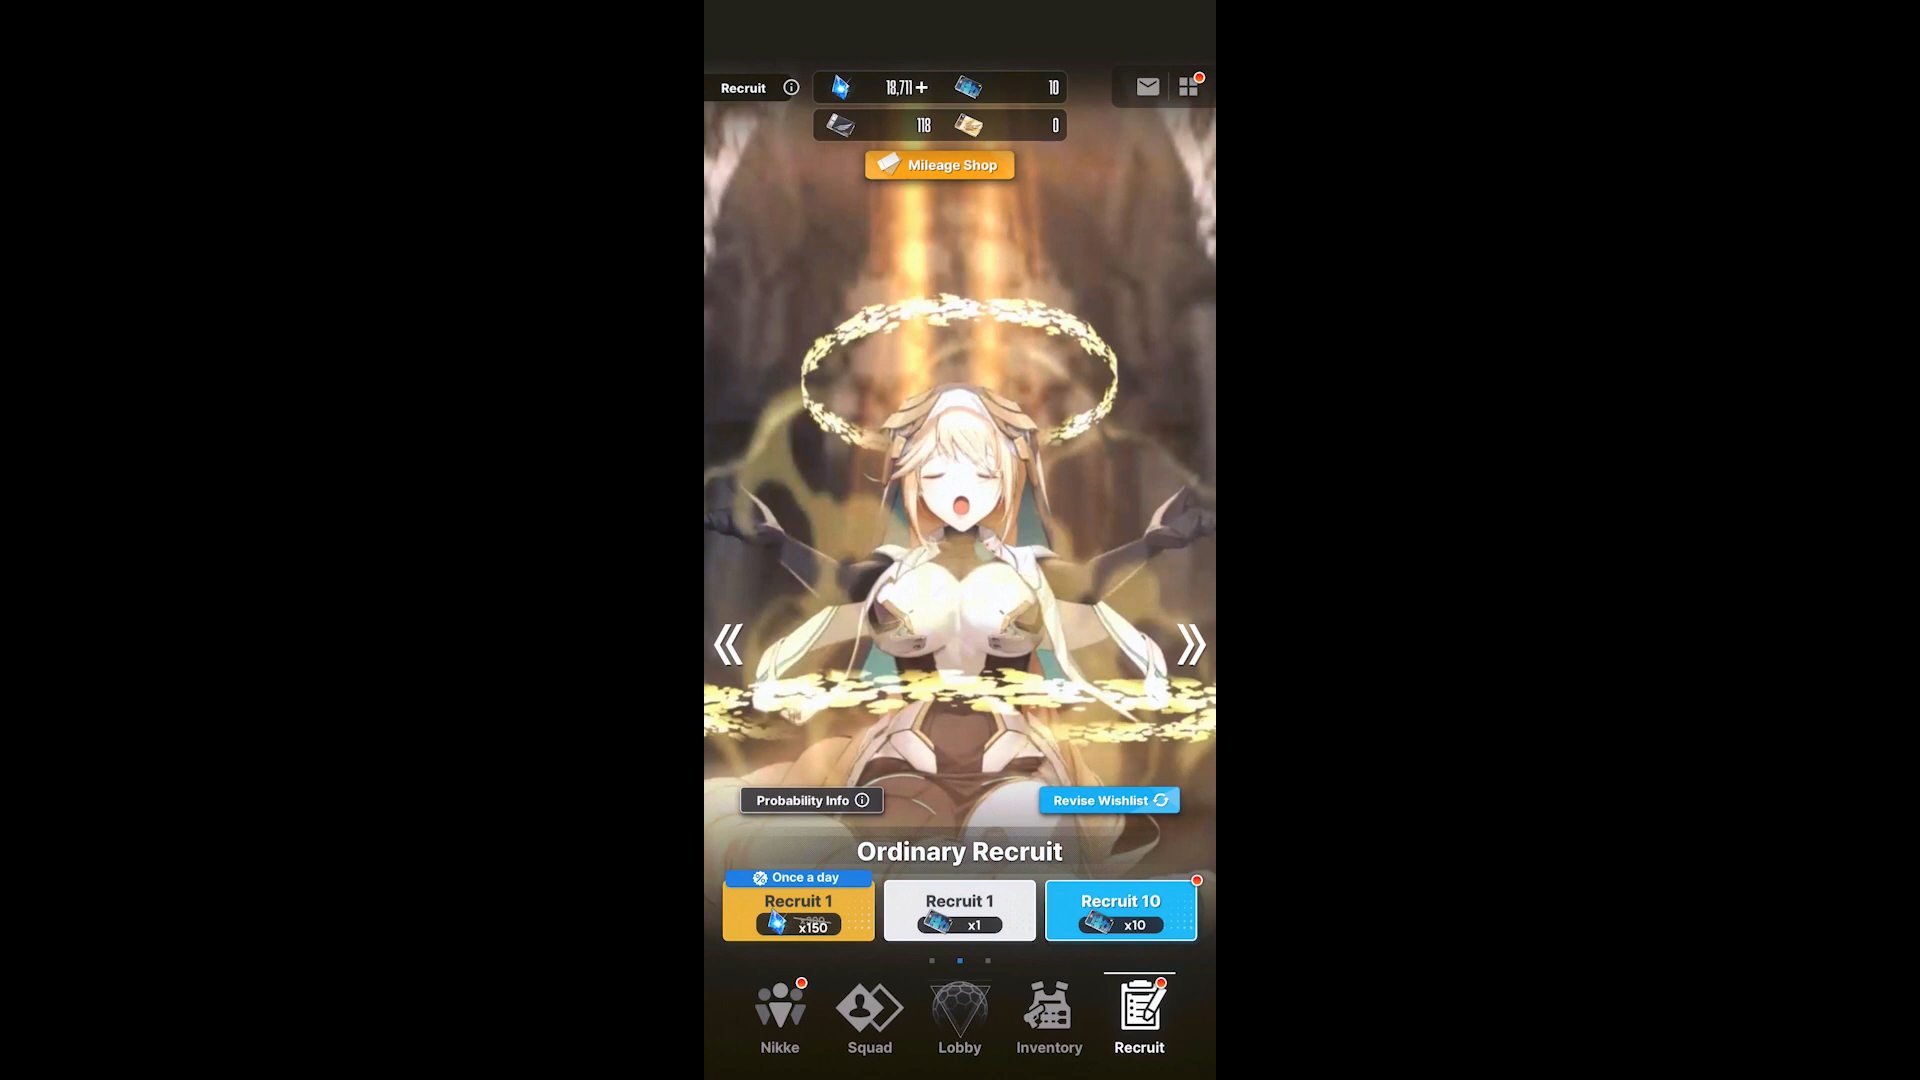 Recruit
18,711
10
118
0
Mileage Shop
Probability Info
Revise Wishlist
Ordinary Recruit
Once a day
Recruit 1
x300
x150
Recruit 1
x1
Recruit 10
x10
Nikke
Squad
Lobby
Inventory
Recruit